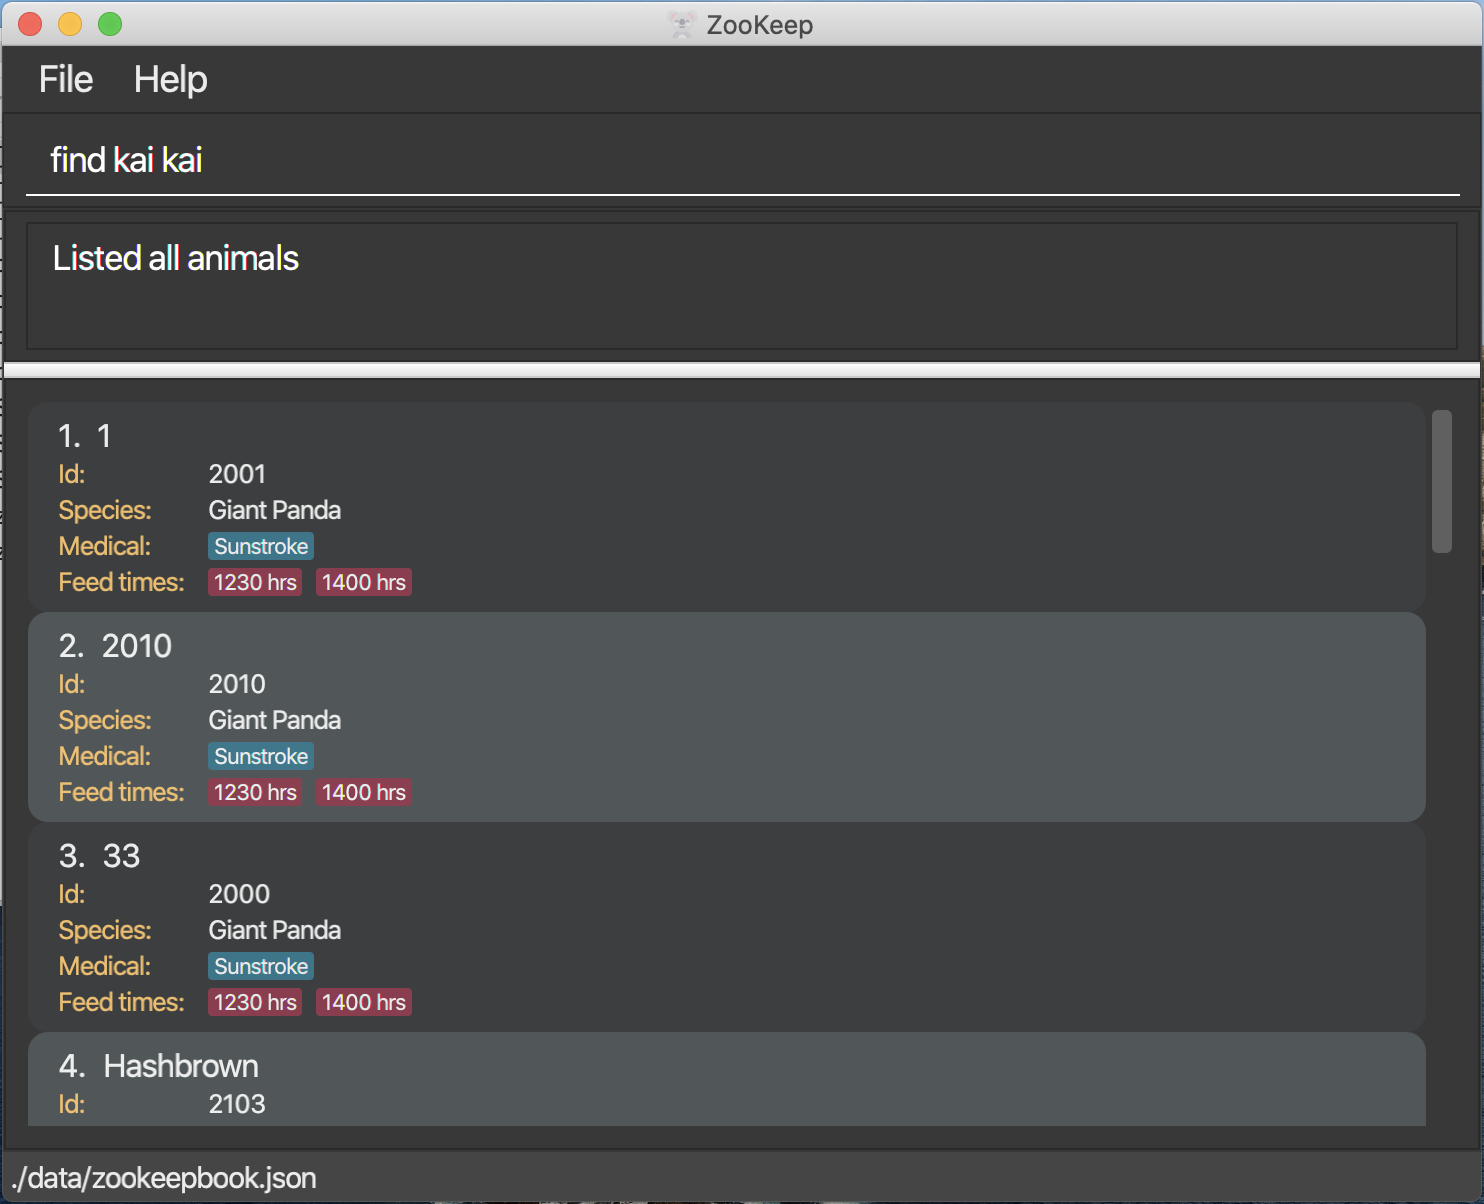 ZooKeep
File Help
find kai kai
Listed all animals
1. 1
Id: 2001
Species: Giant Panda
Medical: Sunstroke
Feed times: 1230 hrs 1400 hrs
2. 2010
Id: 2010
Species: Giant Panda
Medical: Sunstroke
Feed times: 1230 hrs 1400 hrs
3. 33
Id: 2000
Species: Giant Panda
Medical: Sunstroke
Feed times: 1230 hrs 1400 hrs
4. Hashbrown
Id: 2103
./data/zookeepbook.json